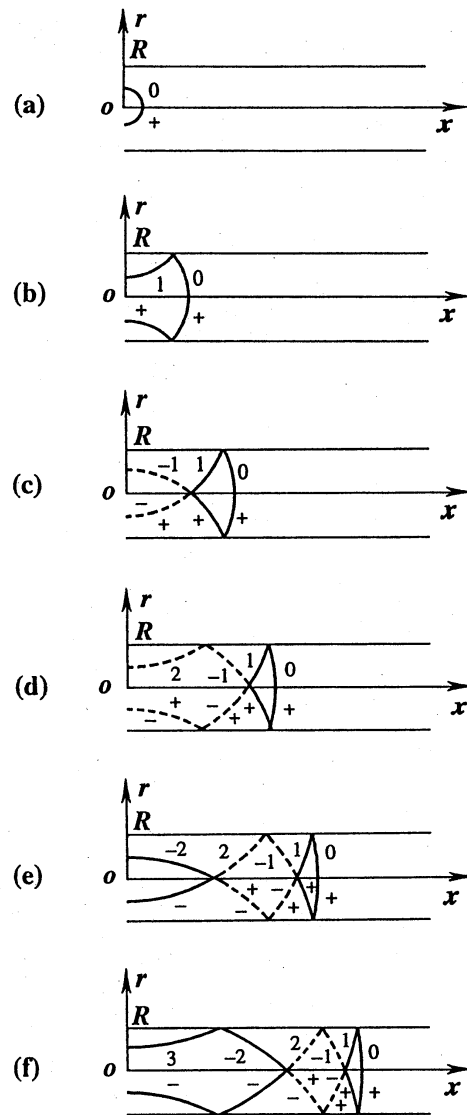 r
R
(a) 0
o + x
r
R
(b) 1 0
o + + x
r
R
(c) -1 1 0
o - + + + x
r
R
(d) 2 -1 1 0
o + - + + + - x
r
R
(e) -2 2 -1 1 0
o - + - + + - + + x
r
R
(f) 3 -2 2 -1 1 0
o - - + - + - + + x